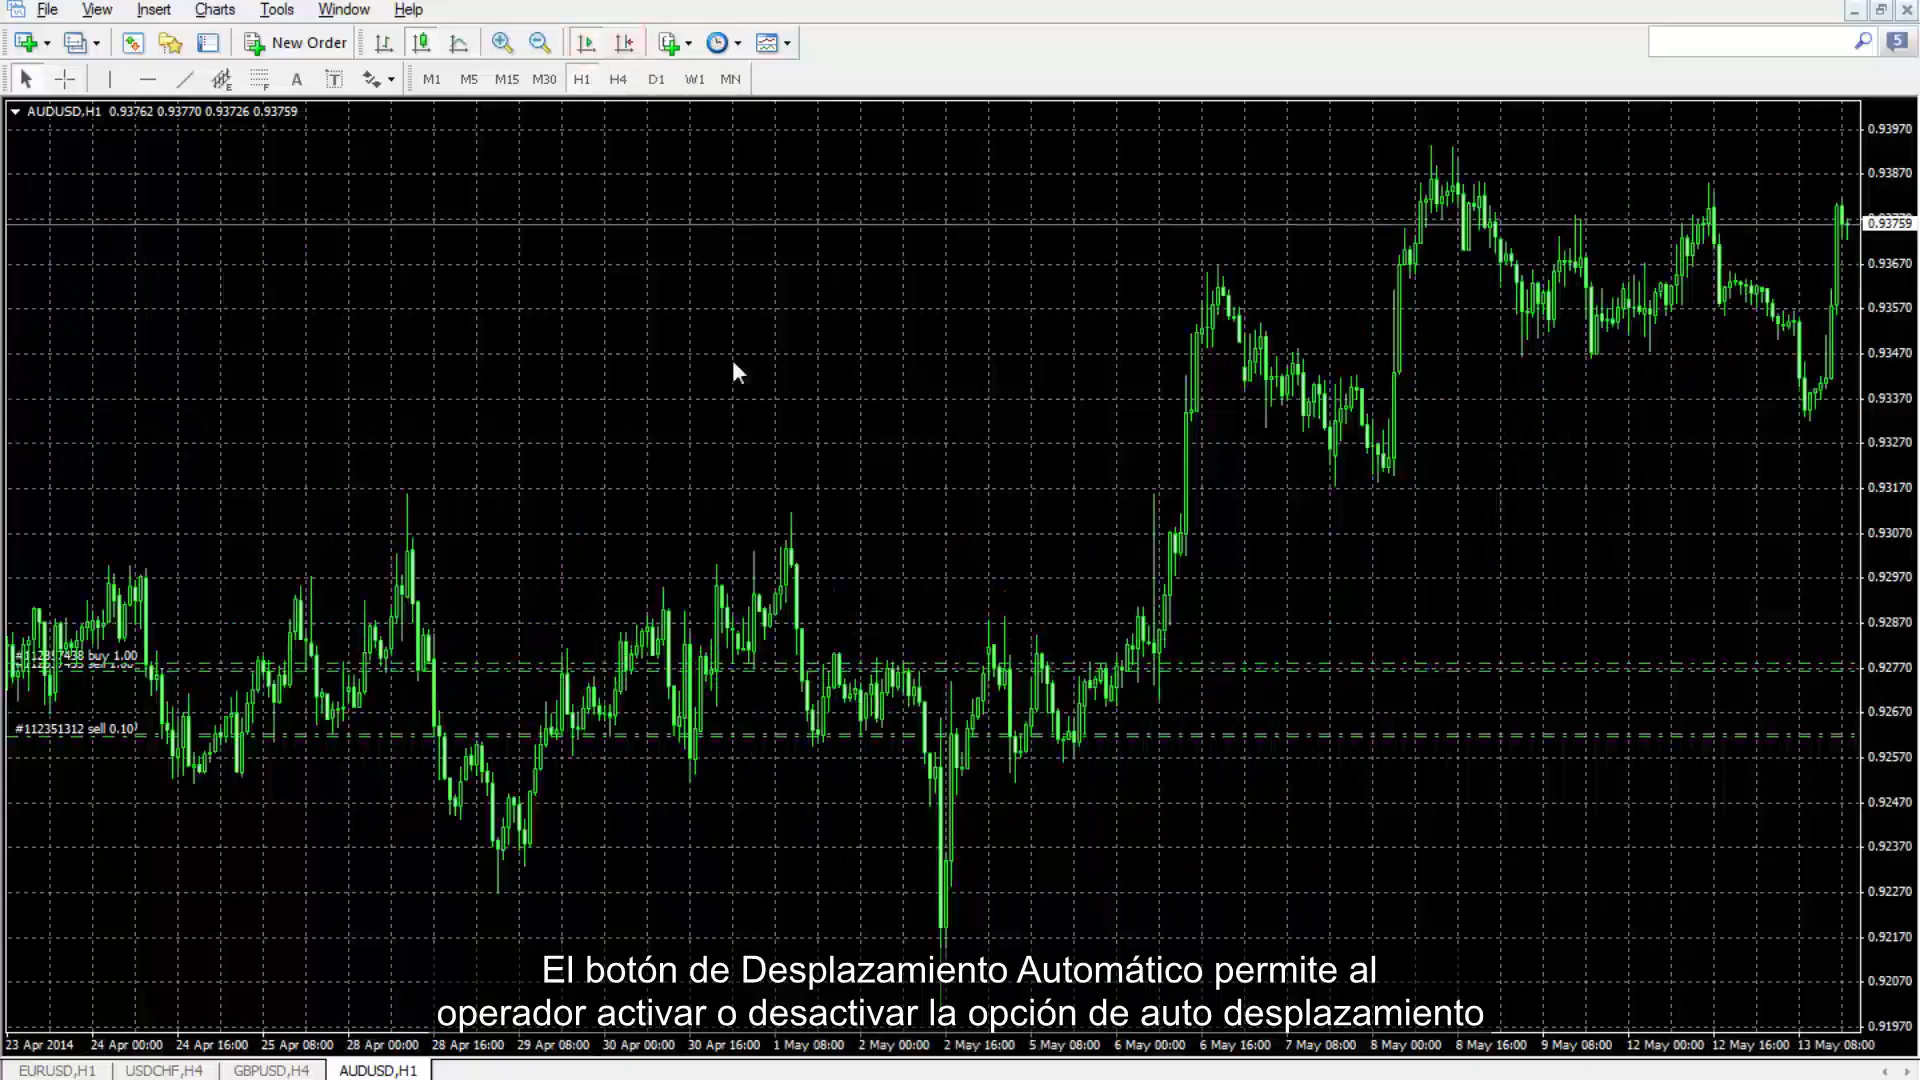 File View Insert Charts Tools Window Help
New Order
5
A T M1 M5 M15 M30 H1 H4 D1 W1 MN
AUDUSD,H1 0.93762 0.93770 0.93726 0.93759
0.93970
0.93870
0.93759
0.93670
0.93570
0.93470
0.93370
0.93270
0.93170
0.93070
0.92970
0.92870
#112357438 buy 1.00
0.92770
0.92670
#112351312 sell 0.10
0.92570
0.92470
0.92370
0.92270
0.92170
0.92070
0.91970
El botón de Desplazamiento Automático permite al
operador activar o desactivar la opción de auto desplazamiento
23 Apr 2014 24 Apr 00:00 24 Apr 16:00 25 Apr 08:00 28 Apr 00:00 28 Apr 16:00 29 Apr 08:00 30 Apr 00:00 30 Apr 16:00 1 May 08:00 2 May 00:00 2 May 16:00 5 May 08:00 6 May 00:00 6 May 16:00 7 May 08:00 8 May 00:00 8 May 16:00 9 May 08:00 12 May 00:00 12 May 16:00 13 May 08:00
EURUSD,H1 USDCHF,H4 GBPUSD,H4 AUDUSD,H1